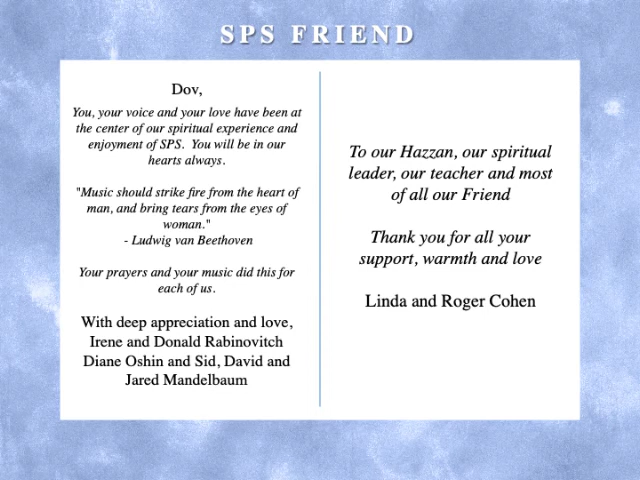 SPS FRIEND
Dov,
You, your voice and your love have been at
the center of our spiritual experience and
enjoyment of SPS. You will be in our
hearts always.
"Music should strike fire from the heart of
man, and bring tears from the eyes of
woman."
- Ludwig van Beethoven
Your prayers and your music did this for
each of us.
With deep appreciation and love,
Irene and Donald Rabinovitch
Diane Oshin and Sid, David and
Jared Mandelbaum
To our Hazzan, our spiritual
leader, our teacher and most
of all our Friend
Thank you for all your
support, warmth and love
Linda and Roger Cohen